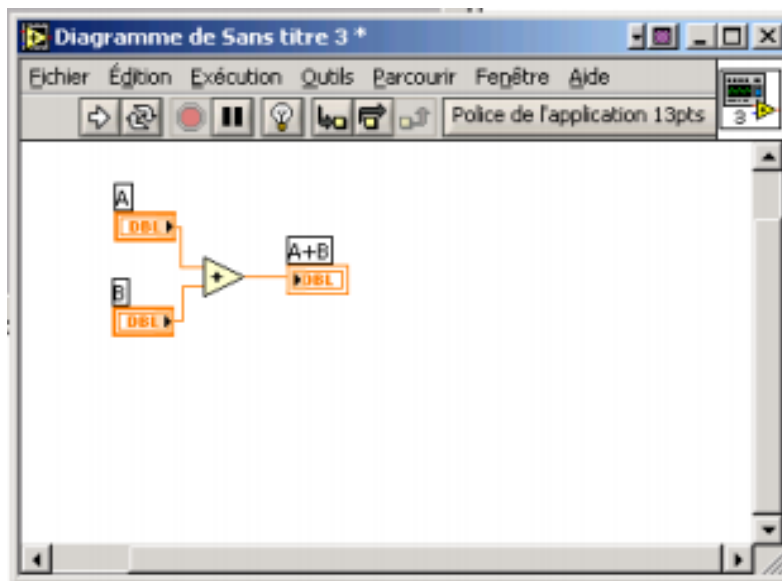 Diagramme de Sans titre 3 *
Fichier Édition Exécution Outils Parcourir Fenêtre Aide
Police de l'application 13pts
3
A
DBL
A+B
DBL
B
DBL